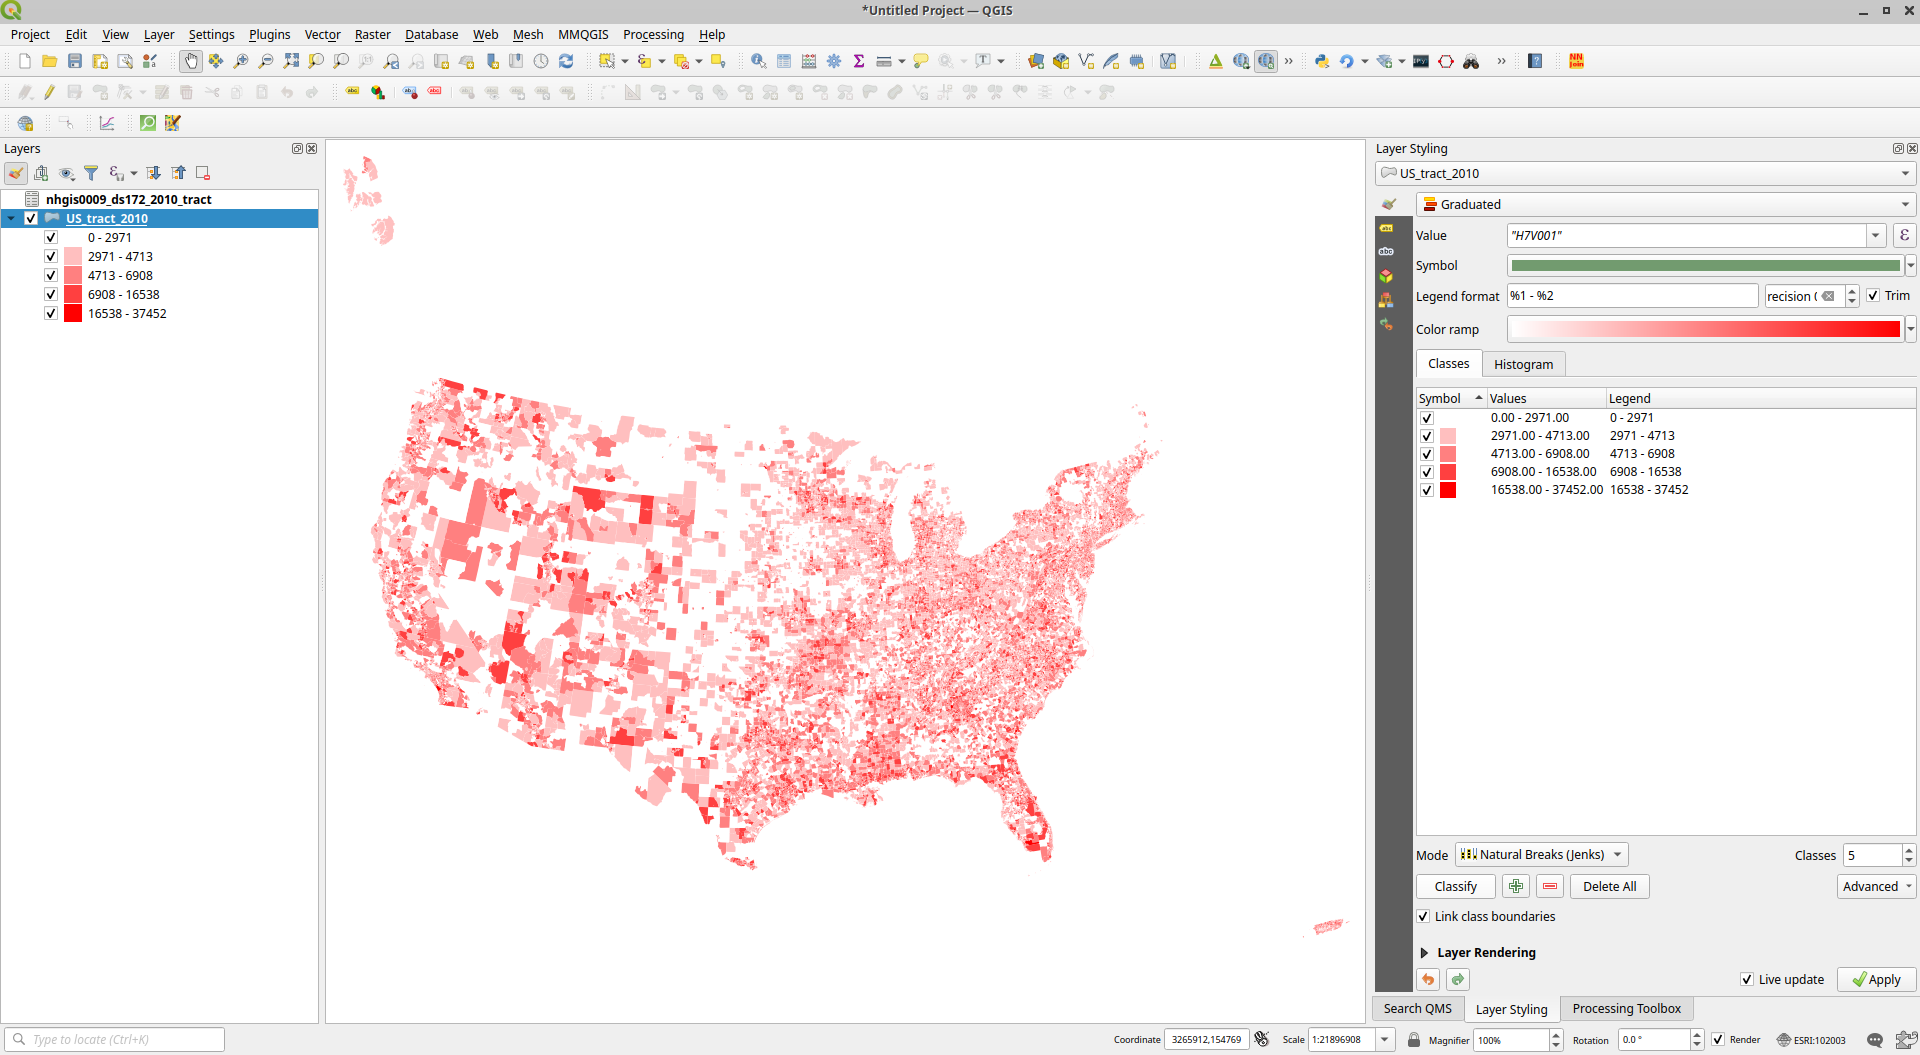 *Untitled Project — QGIS
Project Edit View Layer Settings Plugins Vector Raster Database Web Mesh MMQGIS Processing Help
Layers
nhgis0009_ds172_2010_tract
US_tract_2010
0 - 2971
2971 - 4713
4713 - 6908
6908 - 16538
16538 - 37452
Layer Styling
US_tract_2010
Graduated
Value "H7V001" ε
Symbol
Legend format %1 - %2 recision ( Trim
Color ramp
Classes Histogram
Symbol Values Legend
0.00 - 2971.00 0 - 2971
2971.00 - 4713.00 2971 - 4713
4713.00 - 6908.00 4713 - 6908
6908.00 - 16538.00 6908 - 16538
16538.00 - 37452.00 16538 - 37452
Mode Natural Breaks (Jenks) Classes 5
Classify Delete All Advanced
Link class boundaries
Layer Rendering
Live update Apply
Search QMS Layer Styling Processing Toolbox
Type to locate (Ctrl+K) Coordinate 3265912,154769 Scale 1:21896908 Magnifier 100% Rotation 0.0 ° Render ESRI:102003